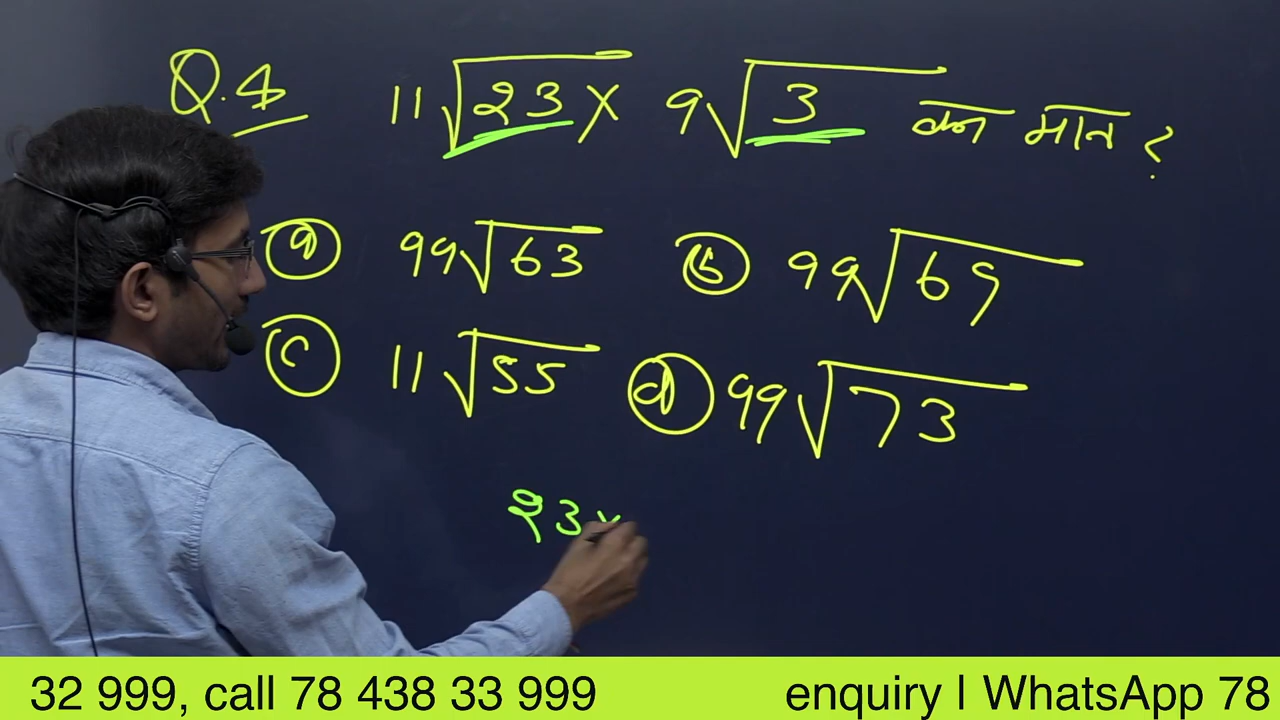 Q.4 11√23 × 9√3 का मान ?
(a) 99√63 (b) 99√69
(c) 11√55 (d) 99√73
23×
32 999, call 78 438 33 999 enquiry | WhatsApp 78